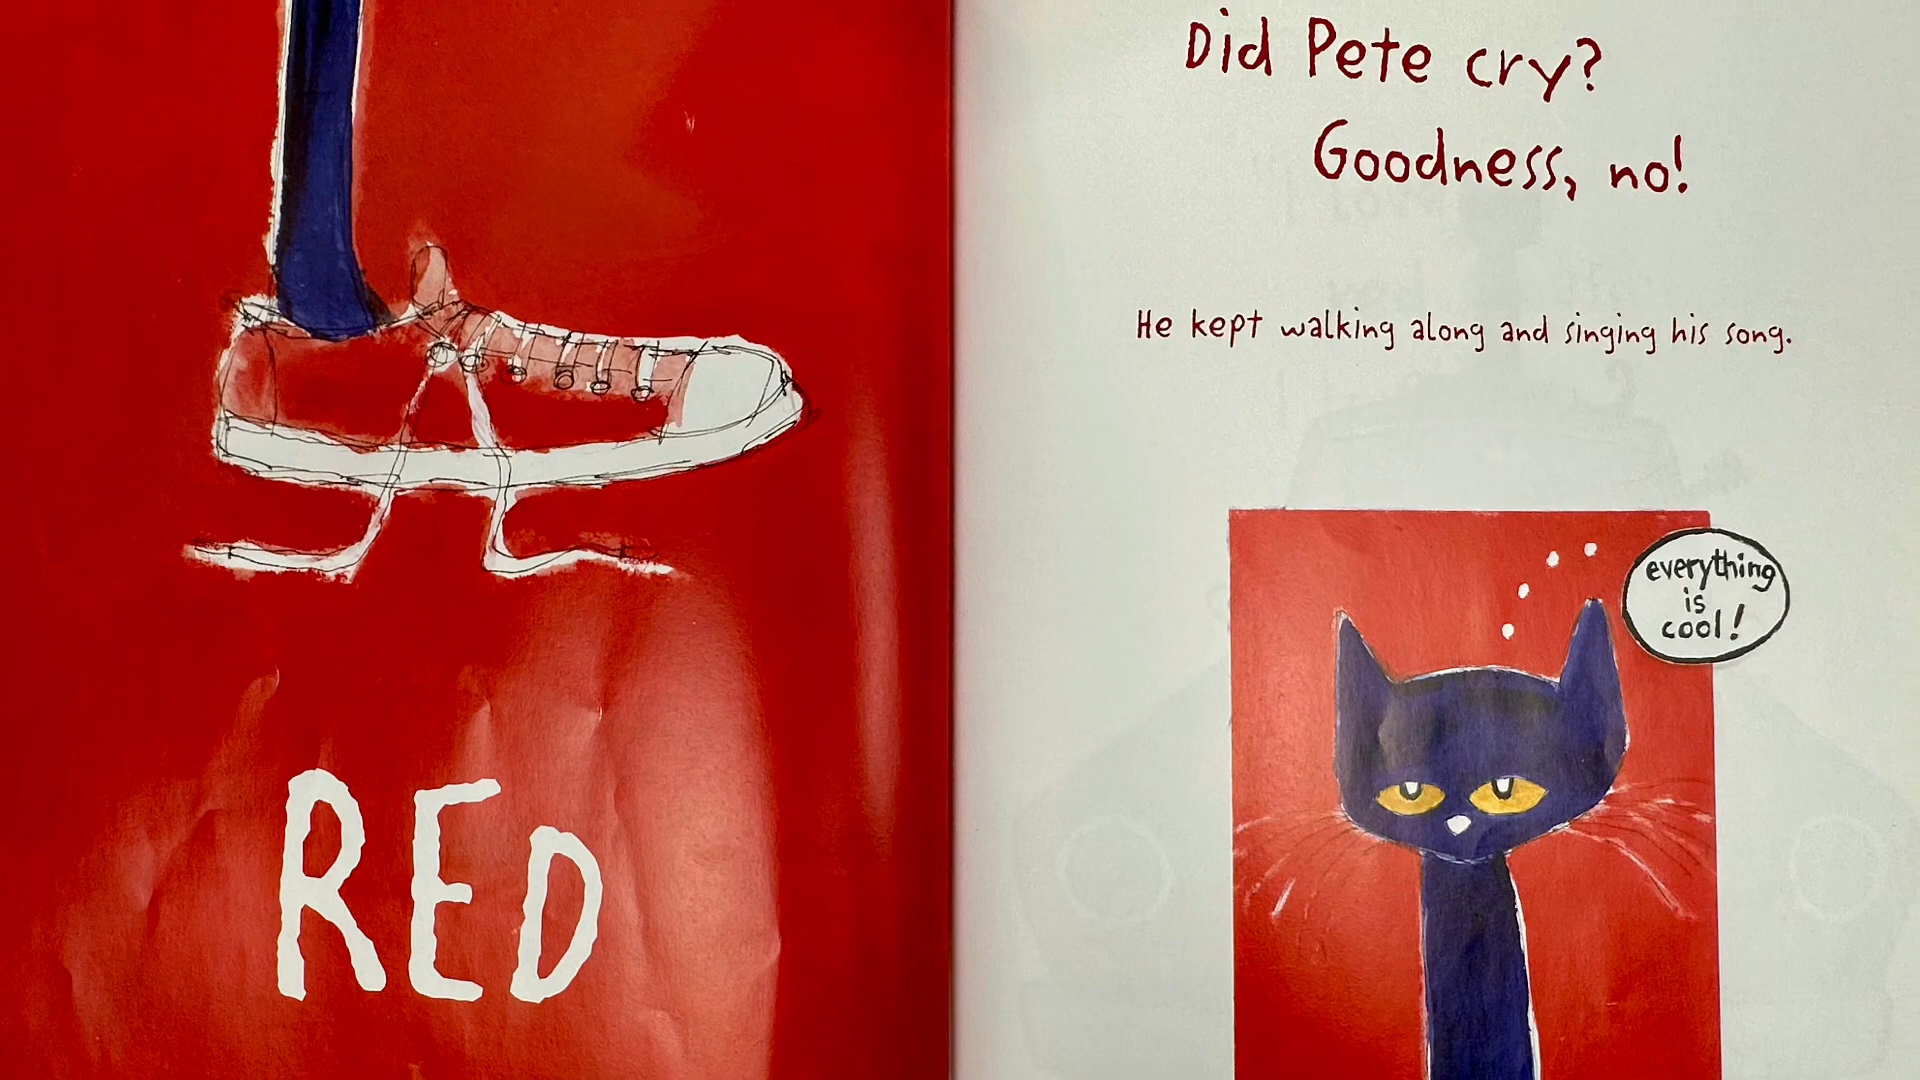 RED
Did Pete cry?
Goodness, no!
He kept walking along and singing his song.
everything
is
cool!